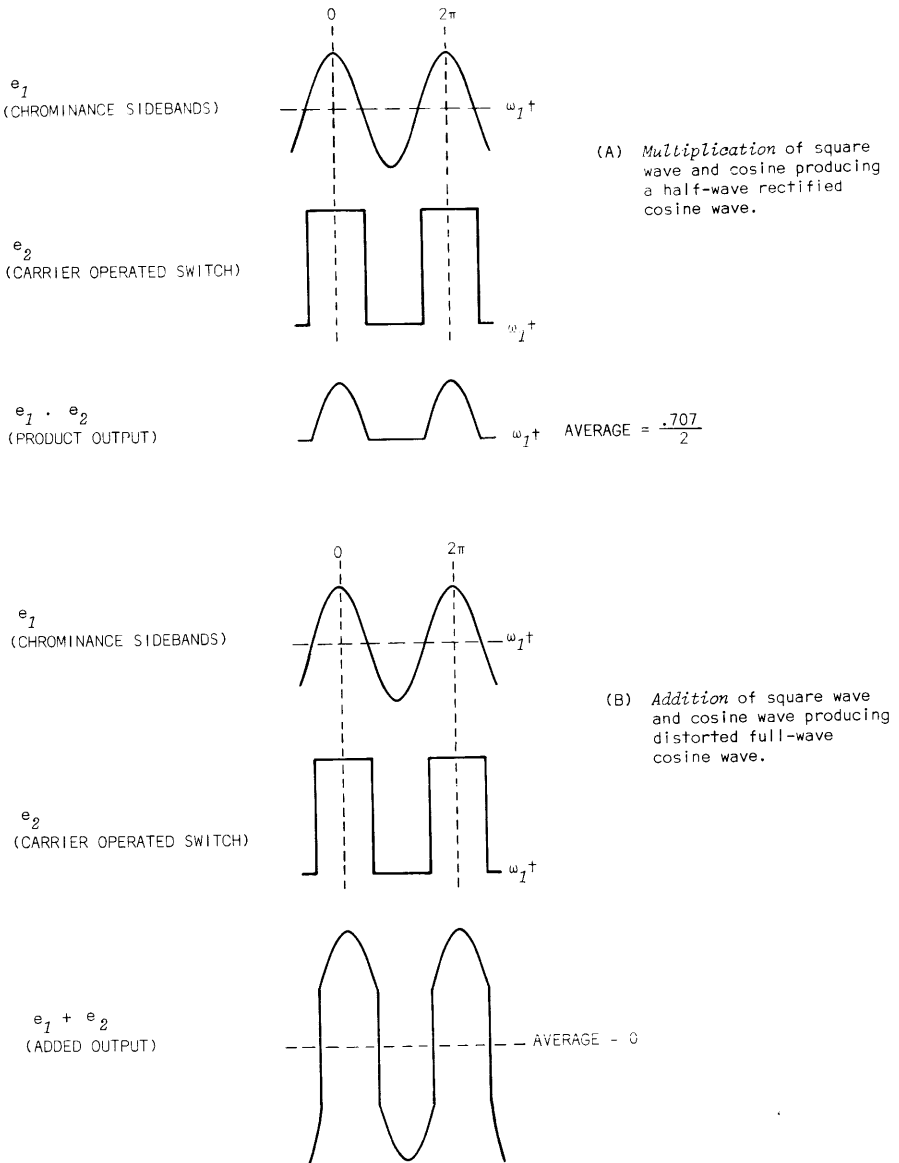 0 2π
e1
(CHROMINANCE SIDEBANDS)
ω1t
(A) Multiplication of square
wave and cosine producing
a half-wave rectified
cosine wave.
e2
(CARRIER OPERATED SWITCH)
ω1t
e1 · e2
(PRODUCT OUTPUT)
ω1t AVERAGE = .707/2
0 2π
e1
(CHROMINANCE SIDEBANDS)
ω1t
(B) Addition of square wave
and cosine wave producing
distorted full-wave
cosine wave.
e2
(CARRIER OPERATED SWITCH)
ω1t
e1 + e2
(ADDED OUTPUT)
AVERAGE - 0